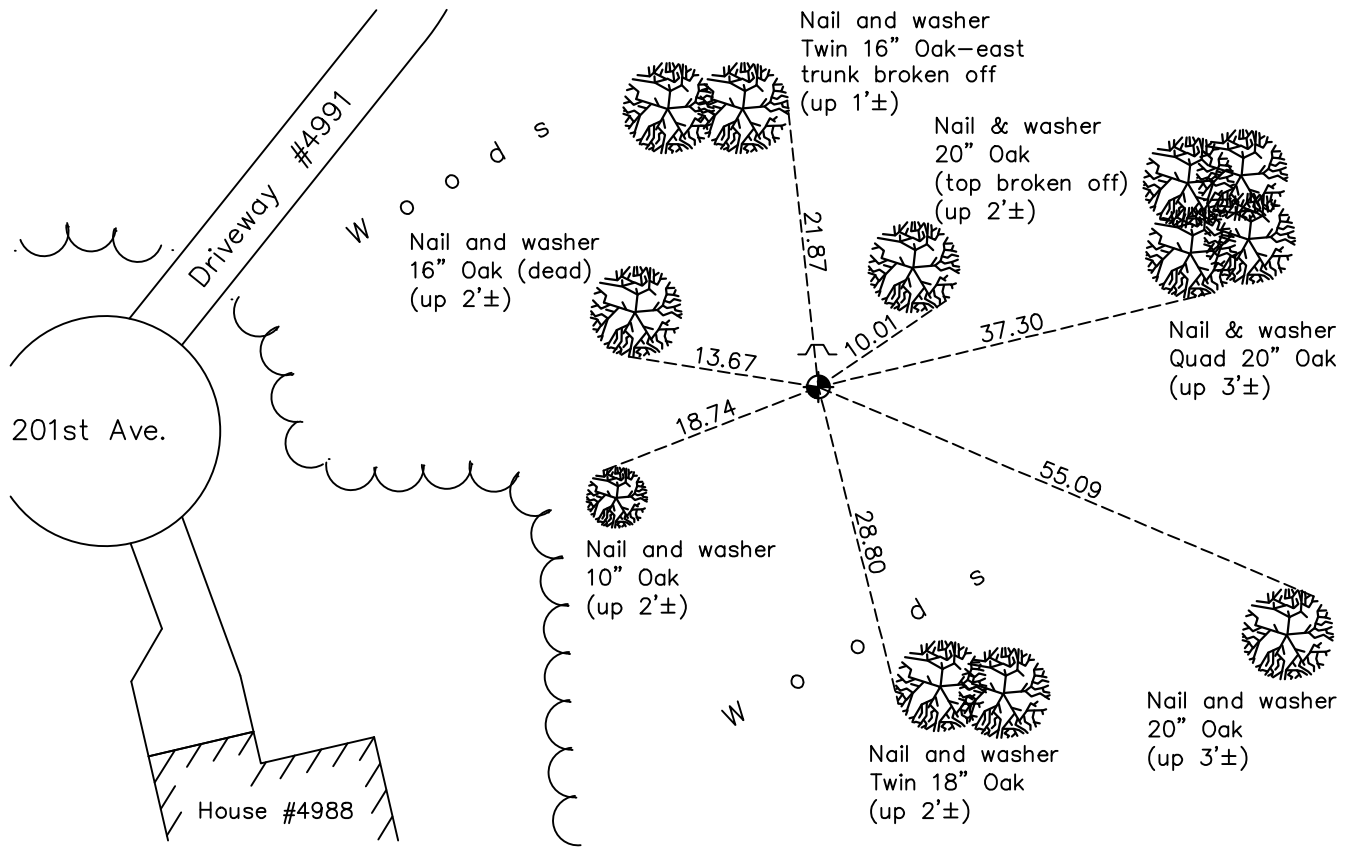 Nail and washer
Twin 16” Oak–east
trunk broken off
(up 1’±)
Nail & washer
20” Oak
(top broken off)
(up 2’±)
Driveway #4991
W o o d s
Nail and washer
16” Oak (dead)
(up 2’±)
21.87
10.01
37.30
Nail & washer
Quad 20” Oak
(up 3’±)
13.67
18.74
201st Ave.
55.09
28.80
Nail and washer
10” Oak
(up 2’±)
W o o d s
Nail and washer
20” Oak
(up 3’±)
Nail and washer
Twin 18” Oak
(up 2’±)
House #4988